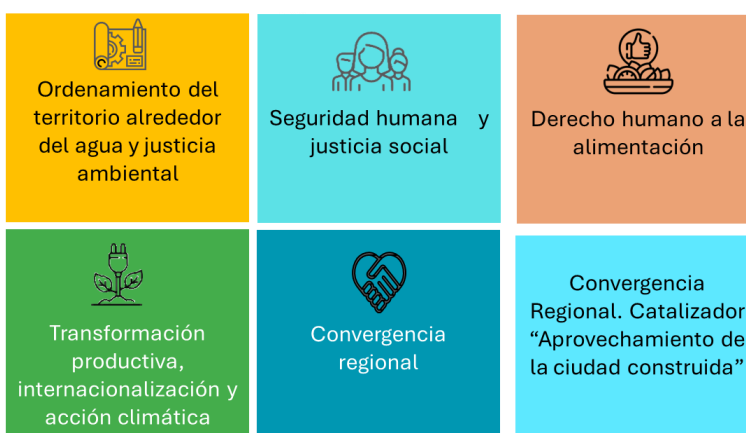 Ordenamiento del
territorio alrededor
del agua y justicia
ambiental
Seguridad humana y
justicia social
Derecho humano a la
alimentación
Transformación
productiva,
internacionalización y
acción climática
Convergencia
regional
Convergencia
Regional. Catalizador
“Aprovechamiento de
la ciudad construida”